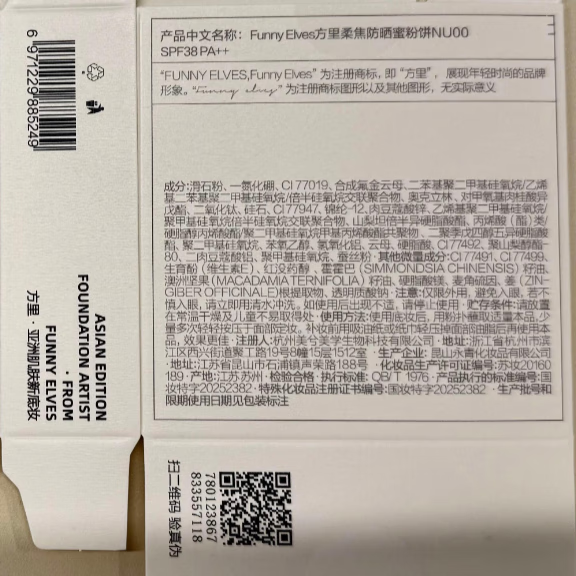 产品中文名称： Funny Elves方里柔焦防晒蜜粉饼NU00
SPF38 PA++
“FUNNY ELVES,Funny Elves”为注册商标，即“方里”，展现年轻时尚的品牌
形象。“Funny elves”为注册商标图形以及其他图形，无实际意义
成分:滑石粉、一氮化硼、CI 77019、合成氟金云母、二苯基聚二甲基硅氧烷/乙烯
基二苯基聚二甲基硅氧烷/倍半硅氧烷交联聚合物、奥克立林、对甲氧基肉桂酸异
戊酯、二氧化钛、硅石、CI 77947、锦纶-12、肉豆蔻酸锌、乙烯基聚二甲基硅氧烷/
聚甲基硅氧烷倍半硅氧烷交联聚合物、山梨坦倍半异硬脂酸酯、丙烯酸（酯）类/
硬脂醇丙烯酸酯/聚二甲基硅氧烷甲基丙烯酸酯共聚物、二聚季戊四醇五异硬脂酸
酯、聚二甲基硅氧烷、苯氧乙醇、氢氧化铝、云母、硬脂酸、CI 77492、聚山梨醇酯-
80、二肉豆蔻酸铝、聚甲基硅氧烷、蚕丝粉·其他微量成分:CI 77491、CI 77499、
生育酚（维生素E）、红没药醇、霍霍巴（SIMMONDSIA CHINENSIS）籽油、
澳洲坚果（MACADAMIA TERNIFOLIA）籽油、硬脂酸镁、麦角硫因、姜（ZIN-
GIBER OFFICINALE）根提取物、透明质酸钠·注意:仅限外用，避免入眼，若不
慎入眼，请立即用清水冲洗。如使用后出现不适，请停止使用·贮存条件:请放置
在常温干燥及儿童不易取得处·使用方法:使用底妆后，用粉扑蘸取适量本品，少
量多次轻轻按压于面部定妆。补妆前用吸油纸或纸巾轻压掉面部油脂后再使用本
品，效果更佳·注册人:杭州美兮美学生物科技有限公司·地址:浙江省杭州市滨
江区西兴街道聚工路19号8幢15层1512室·生产企业: 昆山永青化妆品有限公司
·地址:江苏省昆山市石浦镇声荣路188号·化妆品生产许可证编号:苏妆20160
189·产地:江苏苏州·检验合格·执行标准: QB/T 1976·产品执行的标准编号:国
妆特字20252382·特殊化妆品注册证书编号:国妆特字20252382·生产批号和
限期使用日期见包装标注
扫二维码 验真伪
780123867
833557118
6 971229 885249
ASIAN EDITION
FOUNDATION ARTIST
· FROM
FUNNY ELVES
方里·亚洲肌肤新底妆